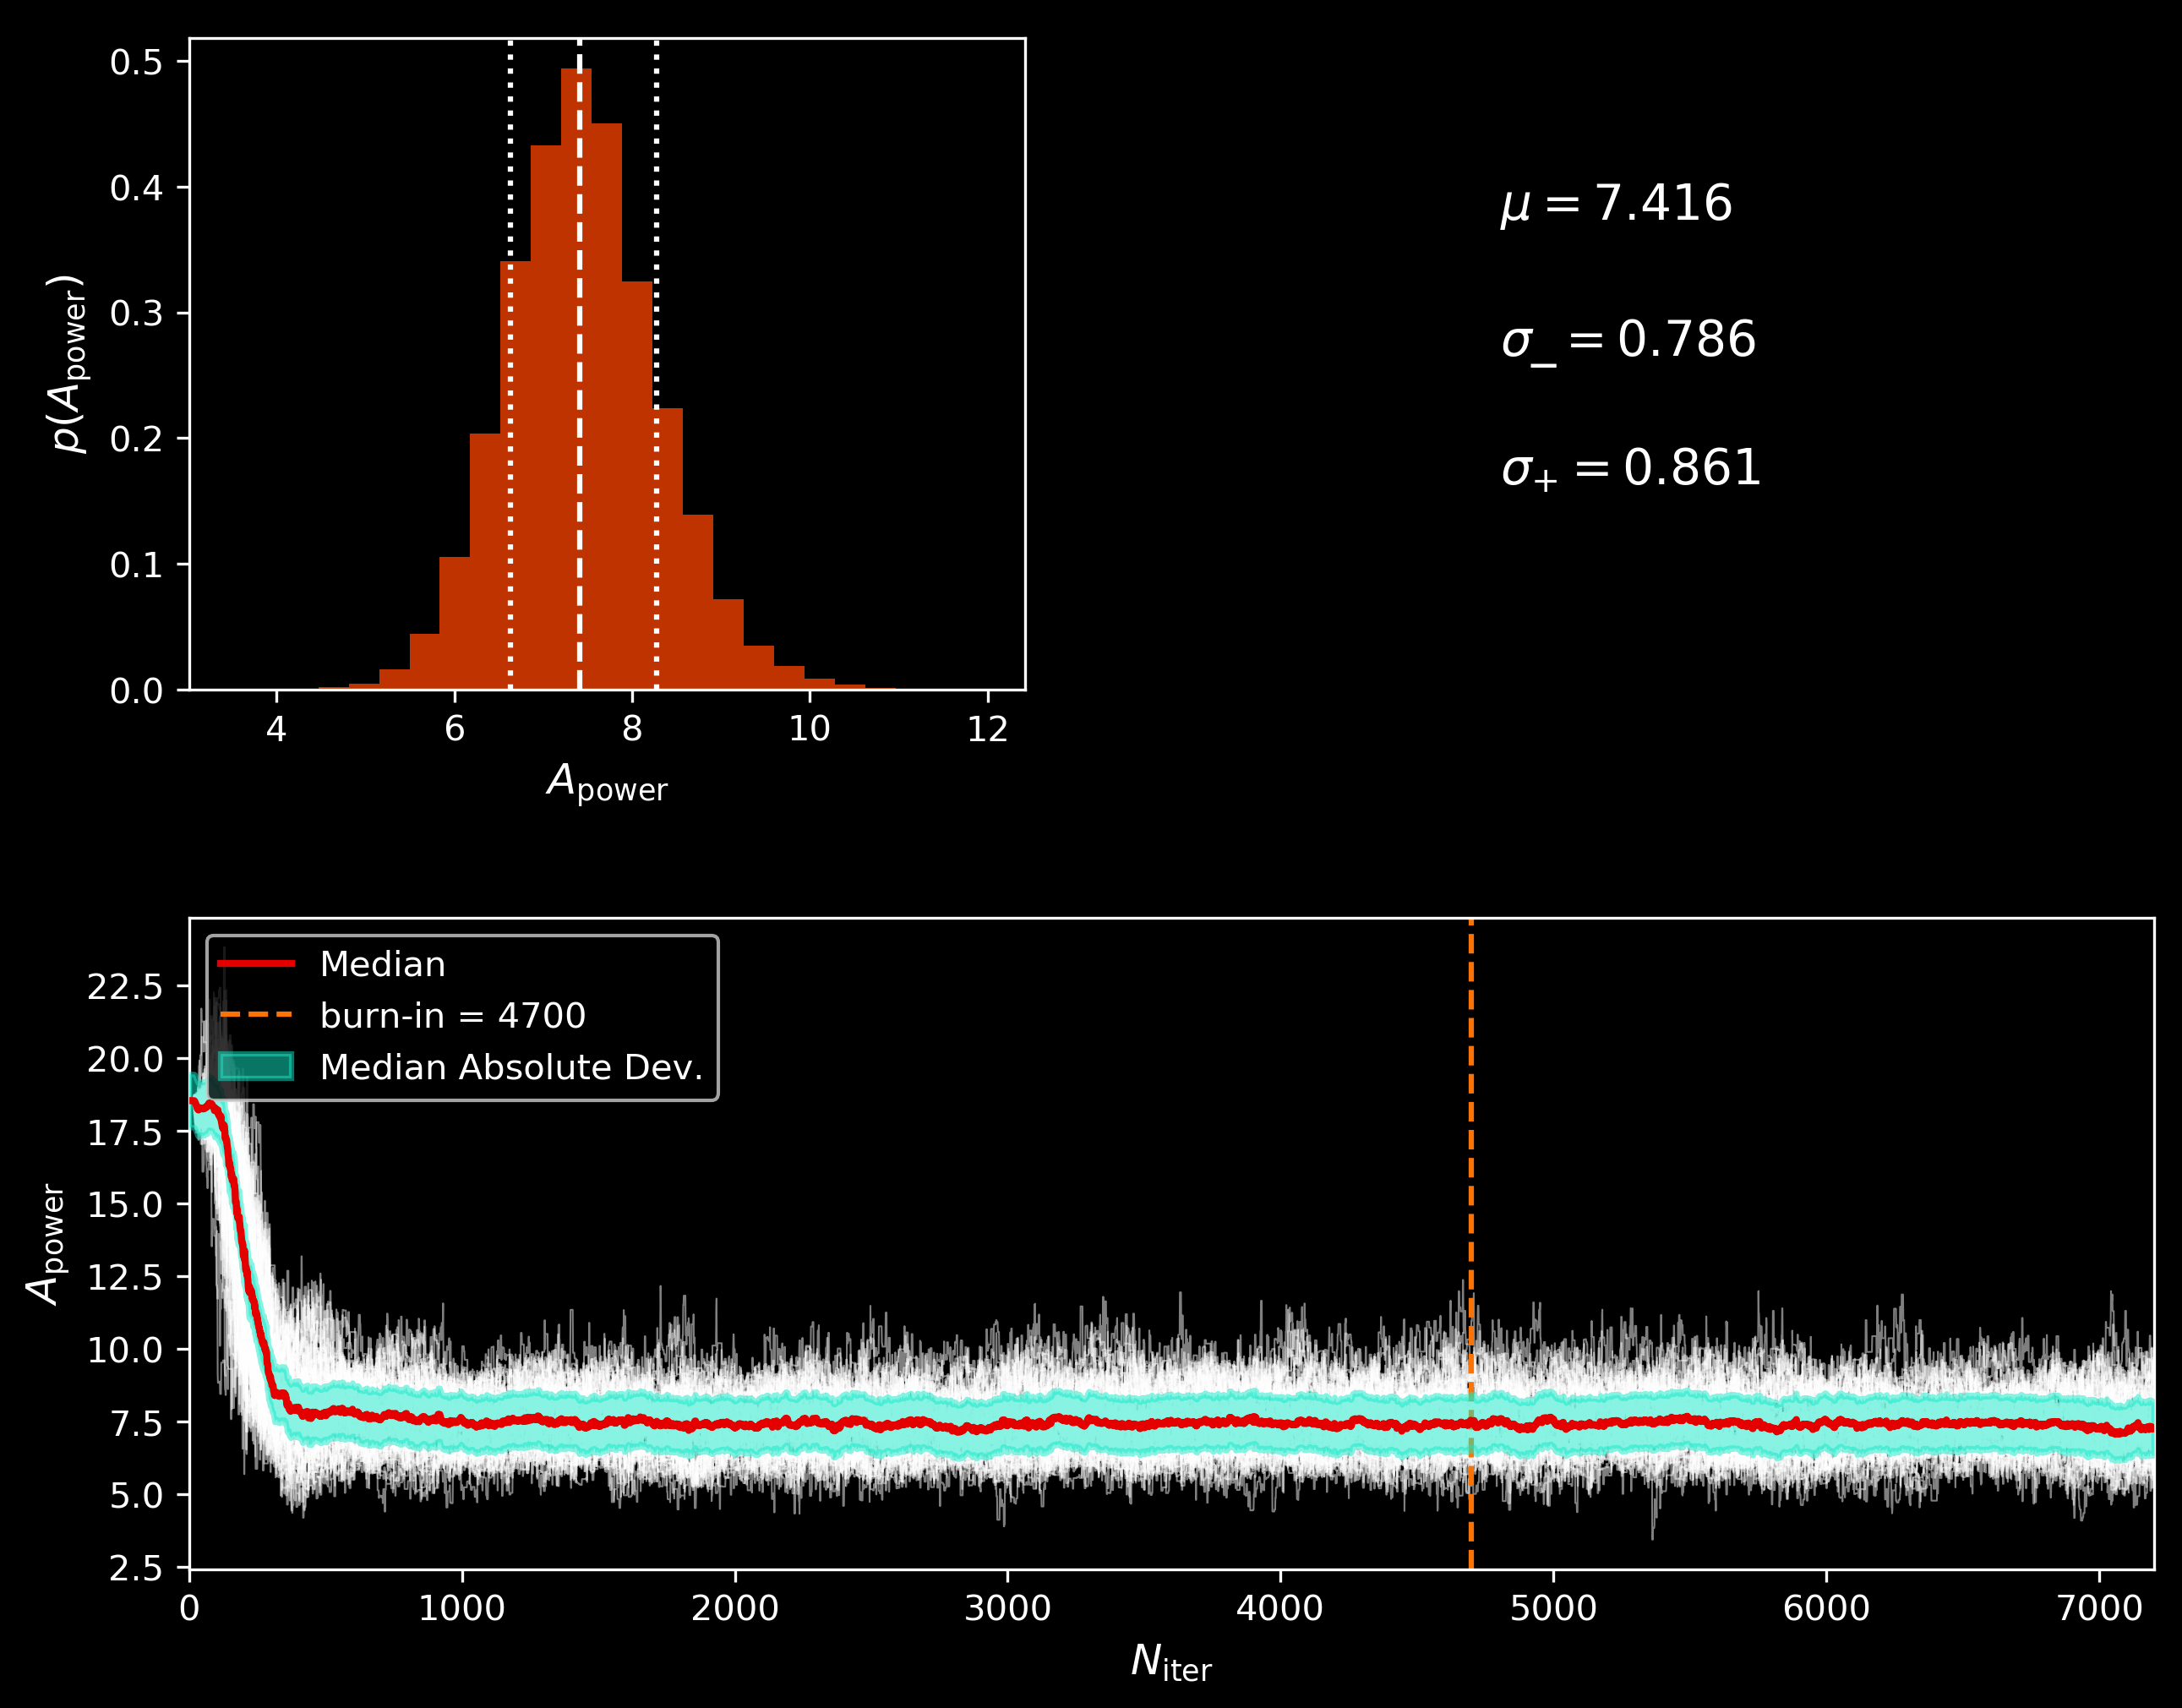 0.5
0.4
0.3
0.2
0.1
0.0
p(A_power)
4 6 8 10 12
A_power
μ = 7.416
σ_− = 0.786
σ_+ = 0.861
Median
burn-in = 4700
Median Absolute Dev.
22.5
20.0
17.5
15.0
12.5
10.0
7.5
5.0
2.5
A_power
0 1000 2000 3000 4000 5000 6000 7000
N_iter